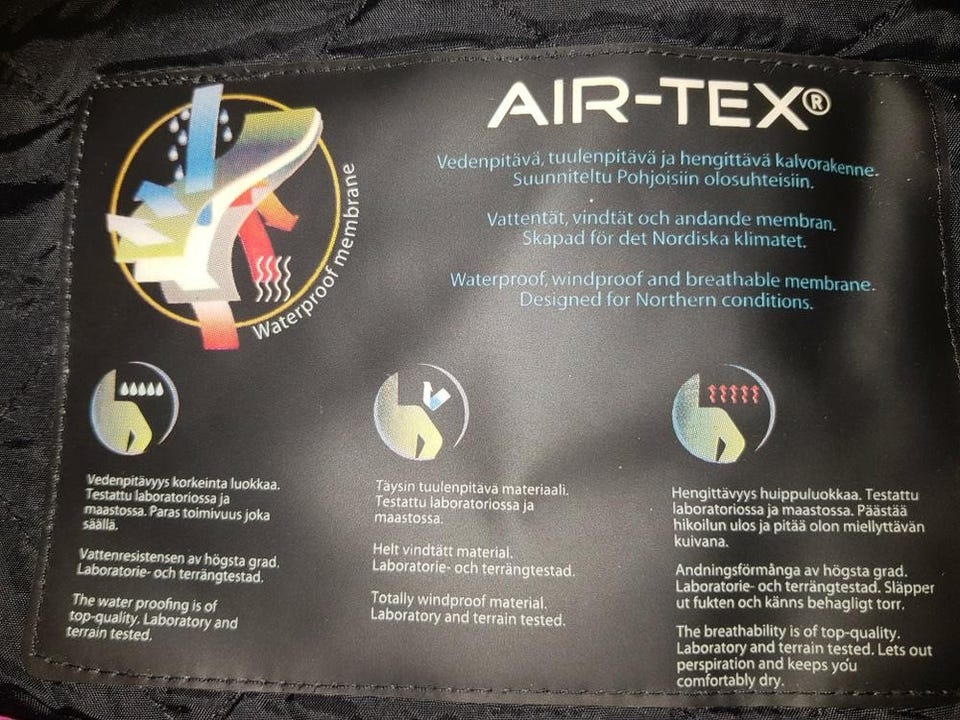 AIR-TEX®
Vedenpitävä, tuulenpitävä ja hengittävä kalvorakenne.
Suunniteltu Pohjoisiin olosuhteisiin.
Vattentät, vindtät och andande membran.
Skapad för det Nordiska klimatet.
Waterproof, windproof and breathable membrane.
Designed for Northern conditions.
Waterproof membrane
Vedenpitävyys korkeinta luokkaa.
Testattu laboratoriossa ja
maastossa. Paras toimivuus joka
säällä.
Vattenresistensen av högsta grad.
Laboratorie- och terrängtestad.
The water proofing is of
top-quality. Laboratory and
terrain tested.
Täysin tuulenpitävä materiaali.
Testattu laboratoriossa ja
maastossa.
Helt vindtätt material.
Laboratorie- och terrängtestad.
Totally windproof material.
Laboratory and terrain tested.
Hengittävyys huippuluokkaa. Testattu
laboratoriossa ja maastossa. Päästää
hikoilun ulos ja pitää olon miellyttävän
kuivana.
Andningsförmånga av högsta grad.
Laboratorie- och terrängtestad. Släpper
ut fukten och känns behagligt torr.
The breathability is of top-quality.
Laboratory and terrain tested. Lets out
perspiration and keeps you
comfortably dry.